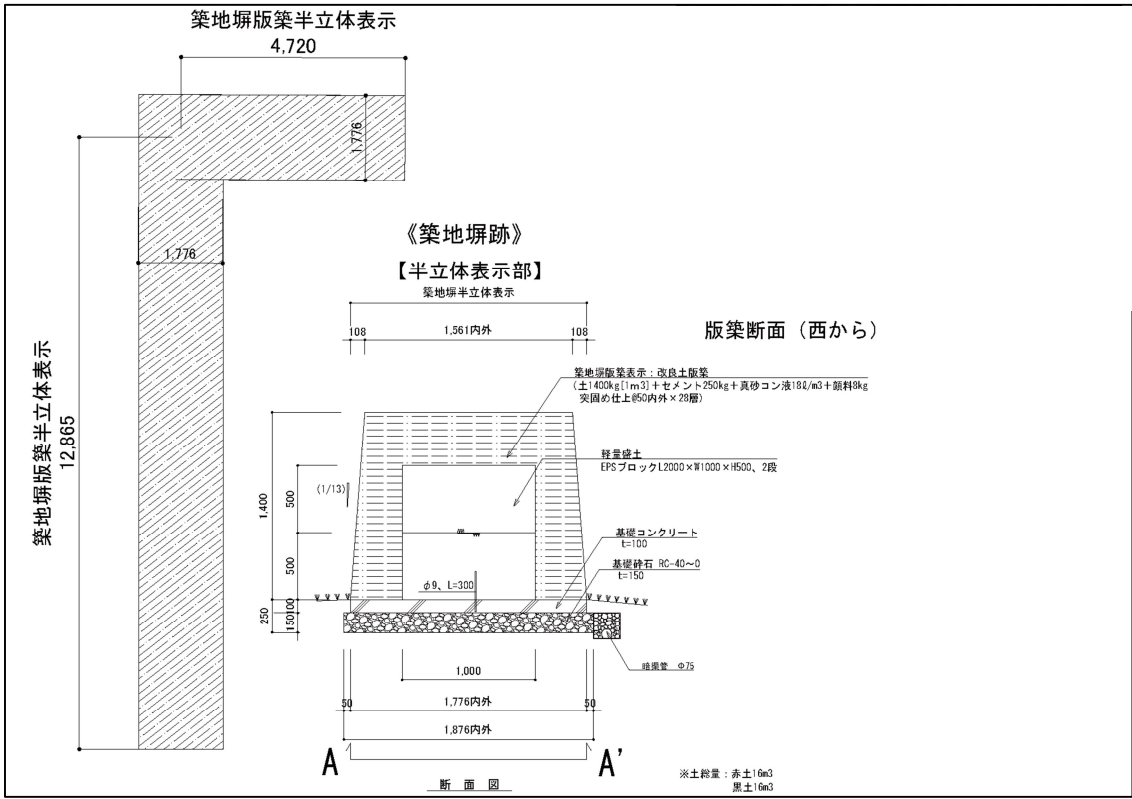 築地塀版築半立体表示
4,720
1,776
築地塀版築半立体表示
12,865
1,776
《築地塀跡》
【半立体表示部】
築地塀半立体表示
108
1,561内外
108
版築断面（西から）
築地塀版築表示：改良土版築
（土1400kg[1m3]＋セメント250kg＋真砂コン液18ℓ/m3＋顔料8kg
突固め仕上@50内外×28層）
軽量盛土
EPSブロックL2000×W1000×H500、2段
(1/13)
1,400
500
500
基礎コンクリート
t=100
基礎砕石 RC-40～0
t=150
φ9、L=300
250
100
150
暗渠管 Φ75
1,000
50
1,776内外
50
1,876内外
A
A'
断面図
※土総量：赤土16m3
黒土16m3